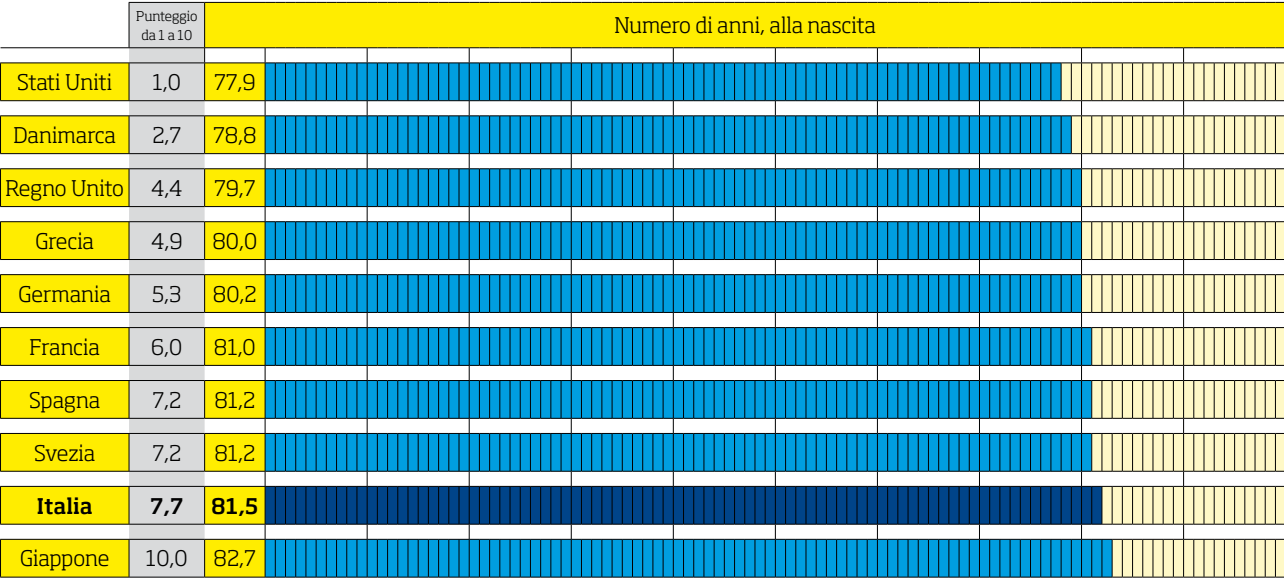 Punteggio
da 1 a 10
Numero di anni, alla nascita
Stati Uniti 1,0 77,9
Danimarca 2,7 78,8
Regno Unito 4,4 79,7
Grecia 4,9 80,0
Germania 5,3 80,2
Francia 6,0 81,0
Spagna 7,2 81,2
Svezia 7,2 81,2
Italia 7,7 81,5
Giappone 10,0 82,7